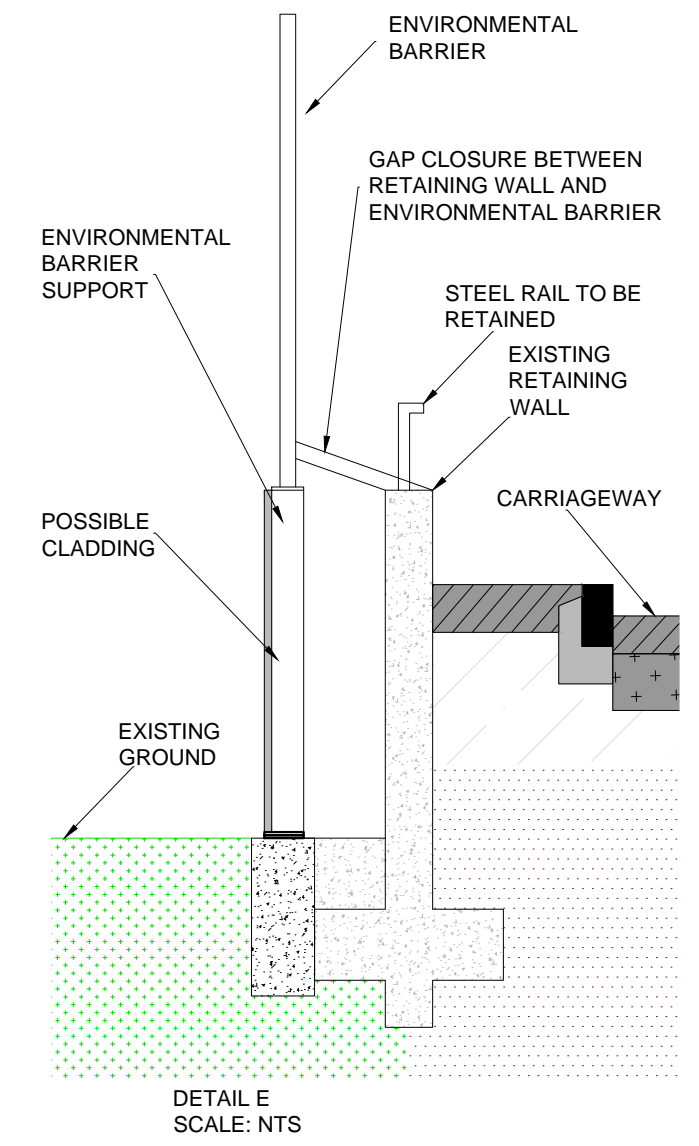 ENVIRONMENTAL
BARRIER
GAP CLOSURE BETWEEN
RETAINING WALL AND
ENVIRONMENTAL BARRIER
ENVIRONMENTAL
BARRIER
SUPPORT
STEEL RAIL TO BE
RETAINED
EXISTING
RETAINING
WALL
CARRIAGEWAY
POSSIBLE
CLADDING
EXISTING
GROUND
DETAIL E
SCALE: NTS